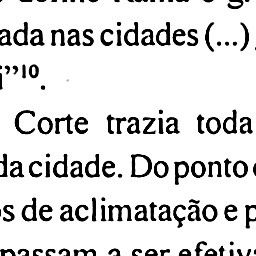 ada nas cidades (...)
"¹⁰.
Corte trazia toda
da cidade. Do ponto
s de aclimatação e p
passam a ser efetiv